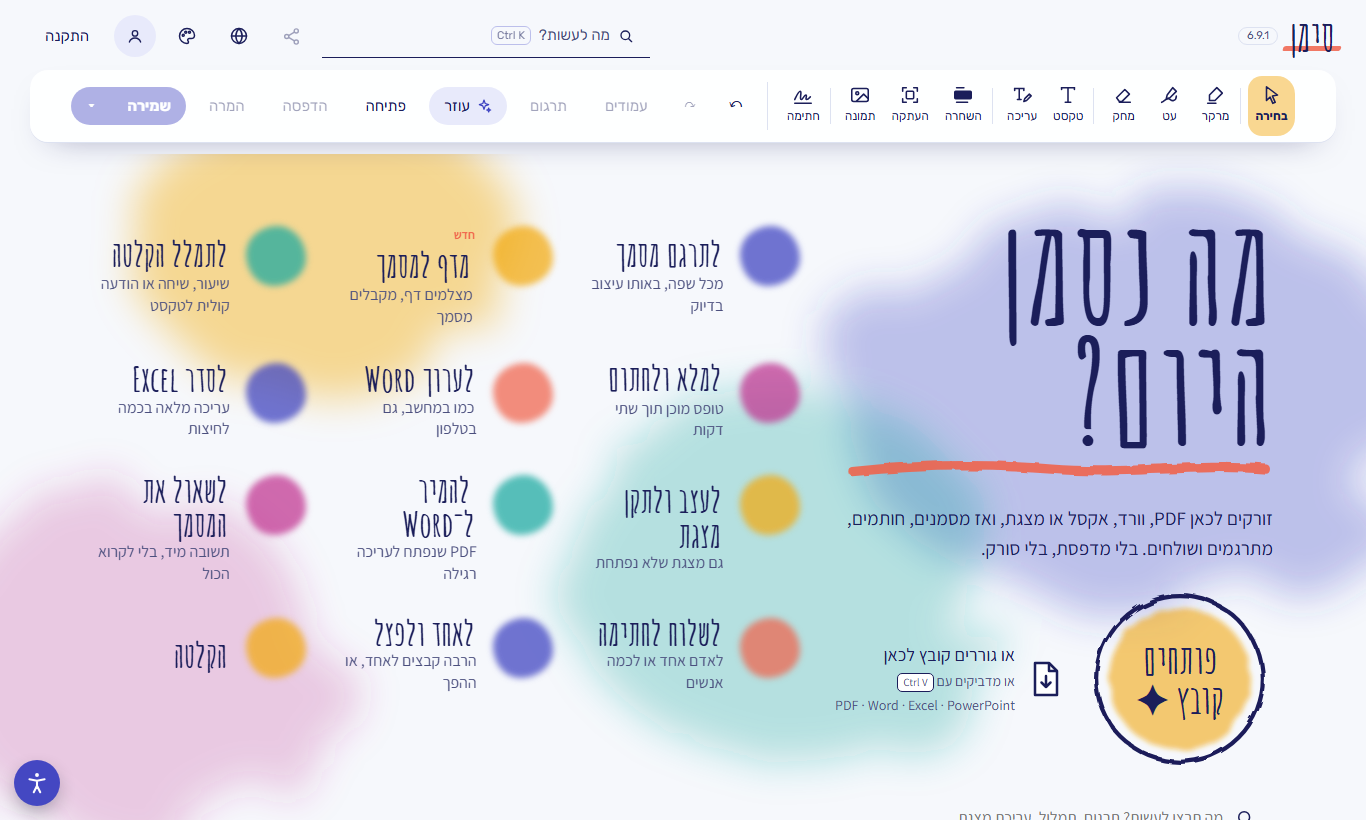 סימן
6.9.1
מה לעשות? Ctrl K
התקנה
בחירה
מרקר
עט
מחק
טקסט
עריכה
השחרה
העתקה
תמונה
חתימה
עמודים
תרגום
עוזר
פתיחה
הדפסה
המרה
שמירה
מה נסמן
היום?
זורקים לכאן PDF, וורד, אקסל או מצגת, ואז מסמנים, חותמים,
מתרגמים ושולחים. בלי מדפסת, בלי סורק.
פותחים
קובץ
או גוררים קובץ לכאן
או מדביקים עם Ctrl V
PDF · Word · Excel · PowerPoint
מה תרצו לעשות? תרגום, תמלול, עריכת מצגת
לתרגם מסמך
מכל שפה, באותו עיצוב
בדיוק
חדש
מדף למסמך
מצלמים דף, מקבלים
מסמך
לתמלל הקלטה
שיעור, שיחה או הודעה
קולית לטקסט
למלא ולחתום
טופס מוכן תוך שתי
דקות
לערוך Word
כמו במחשב, גם
בטלפון
לסדר Excel
עריכה מלאה בכמה
לחיצות
לעצב ולתקן
מצגת
גם מצגת שלא נפתחת
להמיר
ל־Word
PDF שנפתח לעריכה
רגילה
לשאול את
המסמך
תשובה מיד, בלי לקרוא
הכול
לשלוח לחתימה
לאדם אחד או לכמה
אנשים
לאחד ולפצל
הרבה קבצים לאחד, או
ההפך
הקלטה